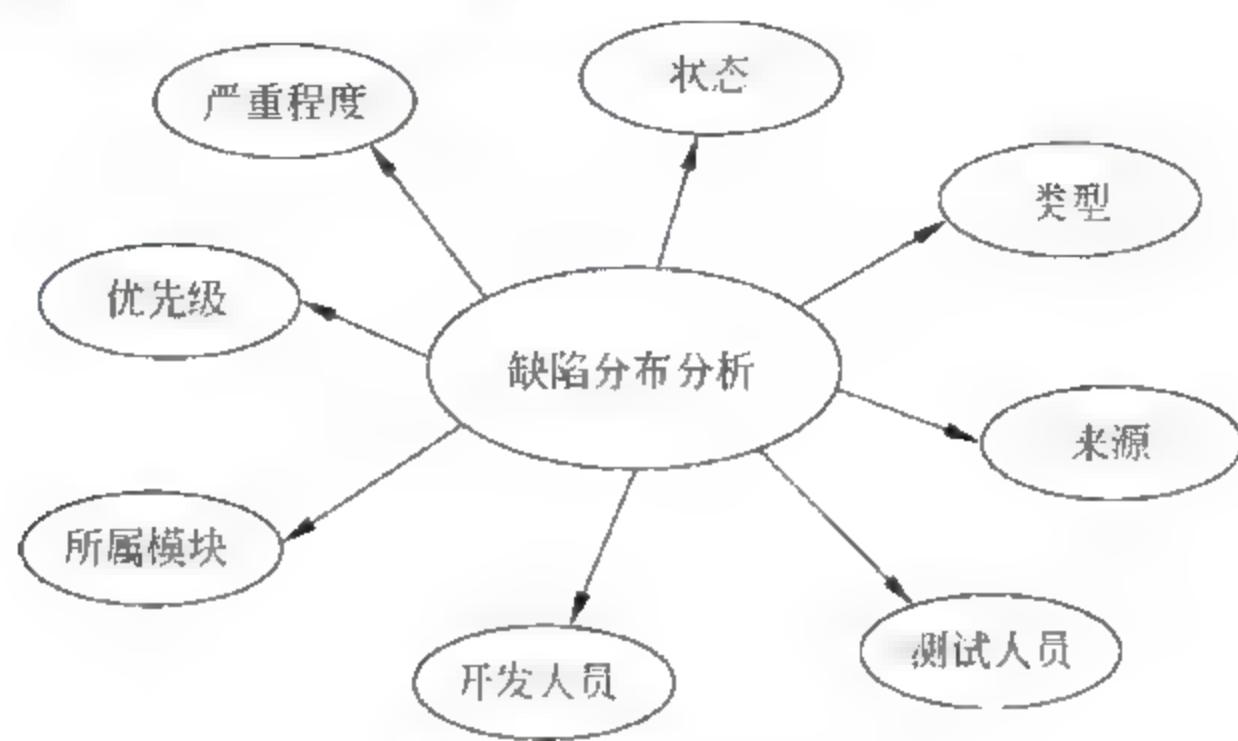 状态
严重程度
类型
优先级
缺陷分布分析
来源
所属模块
测试人员
开发人员